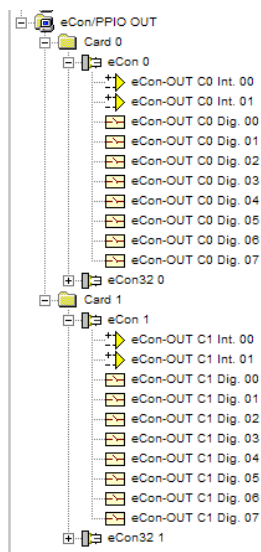 eCon/PPIO OUT
Card 0
eCon 0
eCon-OUT C0 Int. 00
eCon-OUT C0 Int. 01
eCon-OUT C0 Dig. 00
eCon-OUT C0 Dig. 01
eCon-OUT C0 Dig. 02
eCon-OUT C0 Dig. 03
eCon-OUT C0 Dig. 04
eCon-OUT C0 Dig. 05
eCon-OUT C0 Dig. 06
eCon-OUT C0 Dig. 07
eCon32 0
Card 1
eCon 1
eCon-OUT C1 Int. 00
eCon-OUT C1 Int. 01
eCon-OUT C1 Dig. 00
eCon-OUT C1 Dig. 01
eCon-OUT C1 Dig. 02
eCon-OUT C1 Dig. 03
eCon-OUT C1 Dig. 04
eCon-OUT C1 Dig. 05
eCon-OUT C1 Dig. 06
eCon-OUT C1 Dig. 07
eCon32 1